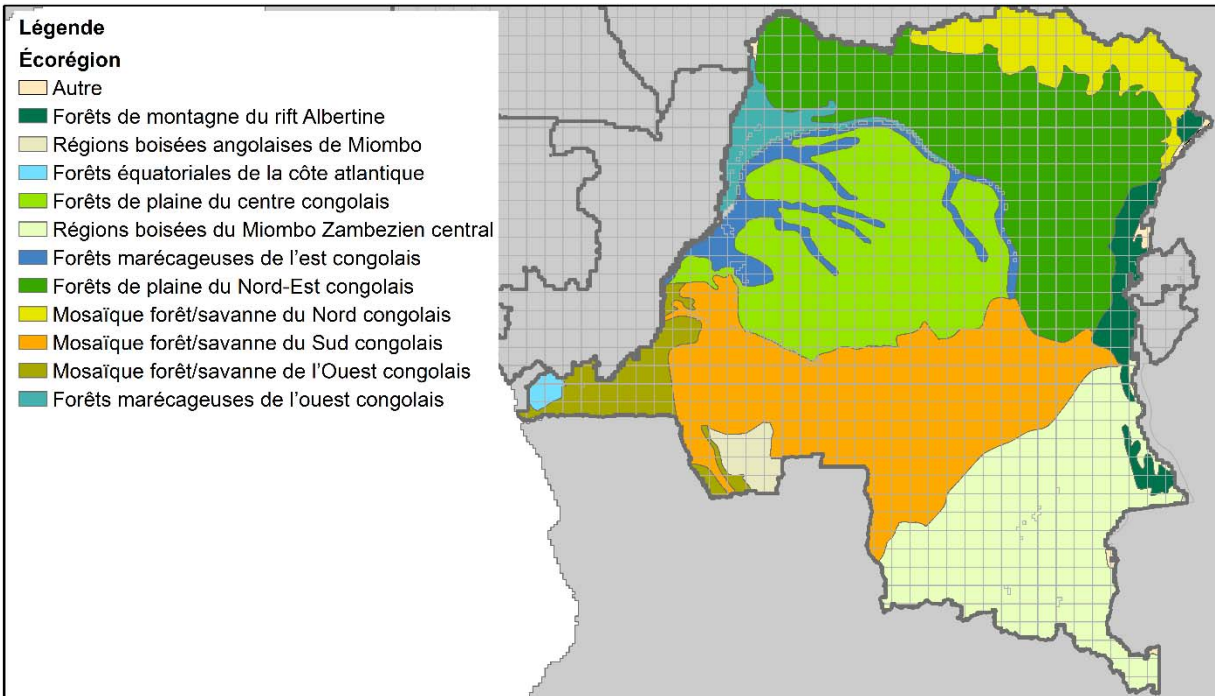 Légende
Écorégion
Autre
Forêts de montagne du rift Albertine
Régions boisées angolaises de Miombo
Forêts équatoriales de la côte atlantique
Forêts de plaine du centre congolais
Régions boisées du Miombo Zambezien central
Forêts marécageuses de l'est congolais
Forêts de plaine du Nord-Est congolais
Mosaïque forêt/savanne du Nord congolais
Mosaïque forêt/savanne du Sud congolais
Mosaïque forêt/savanne de l'Ouest congolais
Forêts marécageuses de l'ouest congolais